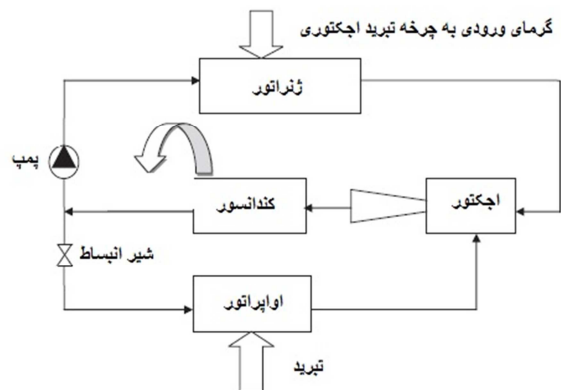 گرمای ورودی به چرخه تبرید اجکتوری
ژنراتور
پمپ
کندانسور
اجکتور
شیر انبساط
اواپراتور
تبرید